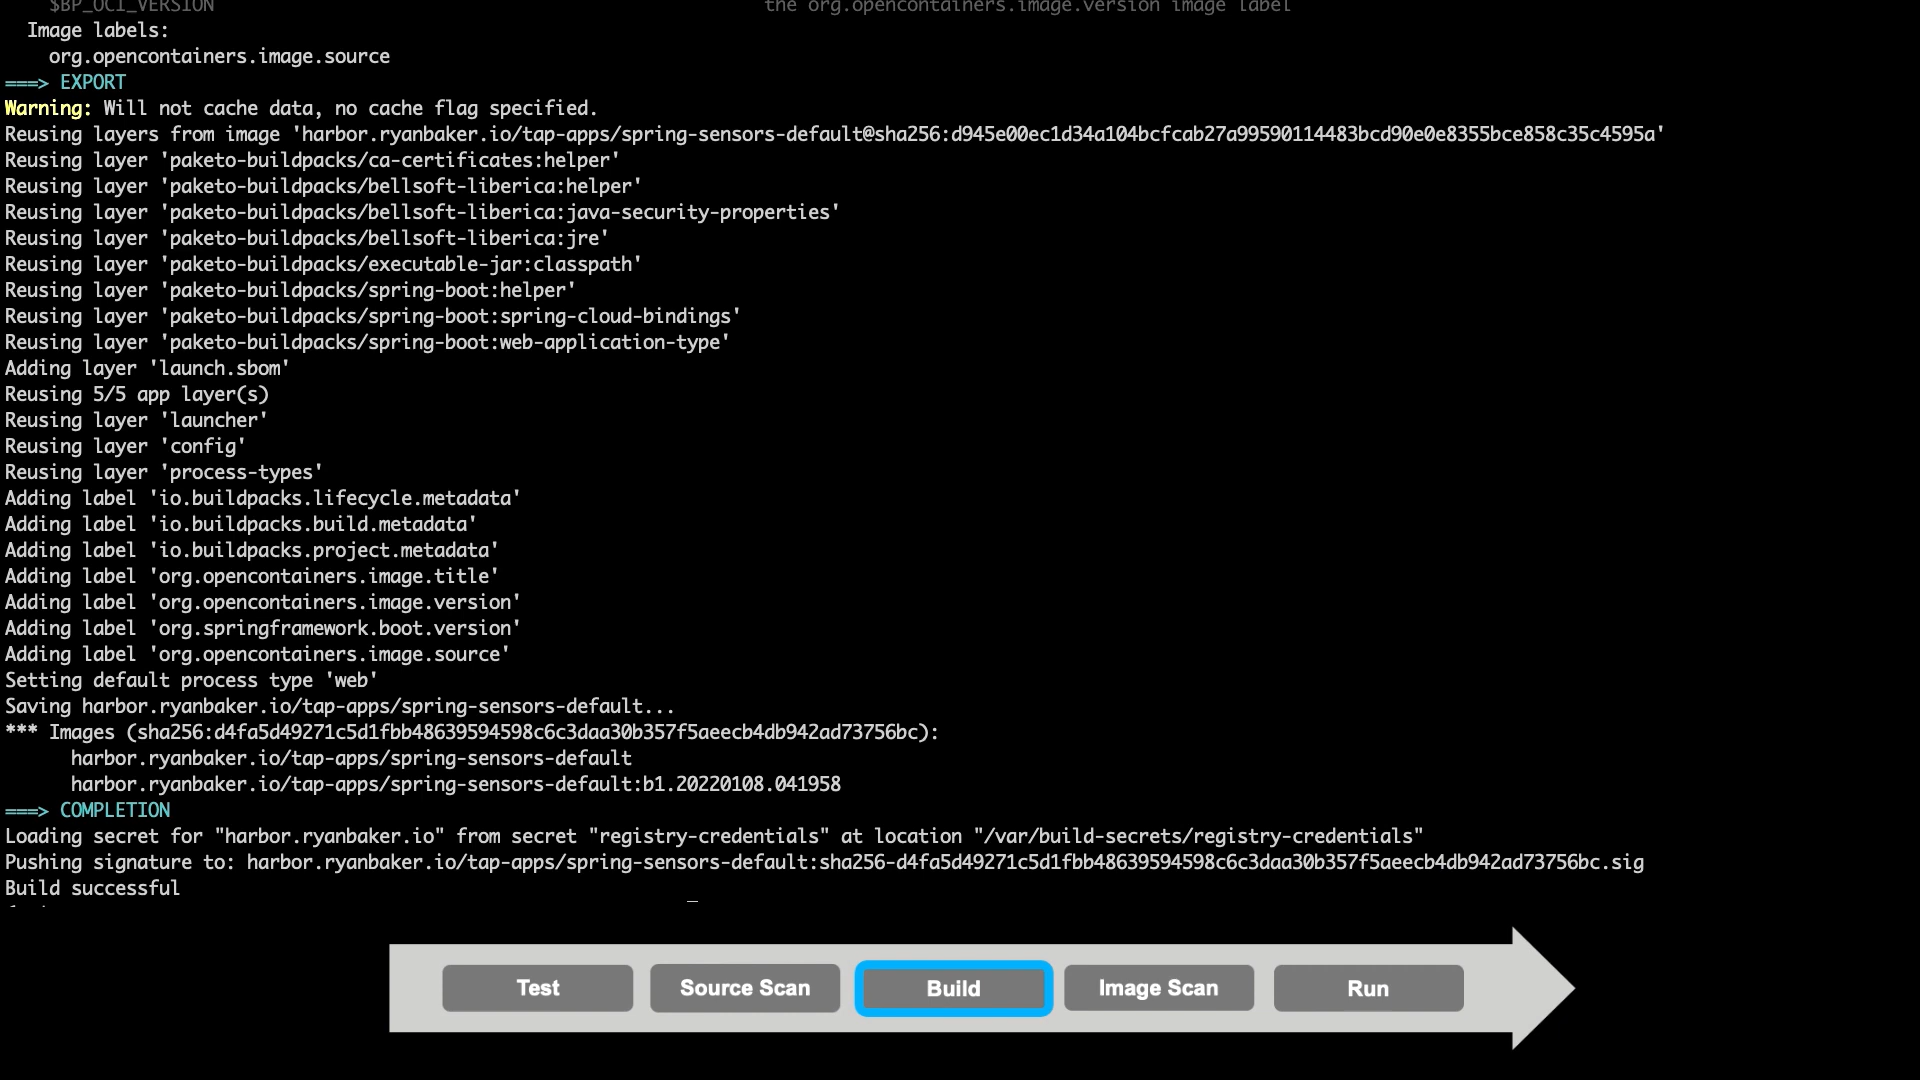 $BP_OCI_VERSION the org.opencontainers.image.version image label
Image labels:
org.opencontainers.image.source
===> EXPORT
Warning: Will not cache data, no cache flag specified.
Reusing layers from image 'harbor.ryanbaker.io/tap-apps/spring-sensors-default@sha256:d945e00ec1d34a104bcfcab27a99590114483bcd90e0e8355bce858c35c4595a'
Reusing layer 'paketo-buildpacks/ca-certificates:helper'
Reusing layer 'paketo-buildpacks/bellsoft-liberica:helper'
Reusing layer 'paketo-buildpacks/bellsoft-liberica:java-security-properties'
Reusing layer 'paketo-buildpacks/bellsoft-liberica:jre'
Reusing layer 'paketo-buildpacks/executable-jar:classpath'
Reusing layer 'paketo-buildpacks/spring-boot:helper'
Reusing layer 'paketo-buildpacks/spring-boot:spring-cloud-bindings'
Reusing layer 'paketo-buildpacks/spring-boot:web-application-type'
Adding layer 'launch.sbom'
Reusing 5/5 app layer(s)
Reusing layer 'launcher'
Reusing layer 'config'
Reusing layer 'process-types'
Adding label 'io.buildpacks.lifecycle.metadata'
Adding label 'io.buildpacks.build.metadata'
Adding label 'io.buildpacks.project.metadata'
Adding label 'org.opencontainers.image.title'
Adding label 'org.opencontainers.image.version'
Adding label 'org.springframework.boot.version'
Adding label 'org.opencontainers.image.source'
Setting default process type 'web'
Saving harbor.ryanbaker.io/tap-apps/spring-sensors-default...
*** Images (sha256:d4fa5d49271c5d1fbb48639594598c6c3daa30b357f5aeecb4db942ad73756bc):
harbor.ryanbaker.io/tap-apps/spring-sensors-default
harbor.ryanbaker.io/tap-apps/spring-sensors-default:b1.20220108.041958
===> COMPLETION
Loading secret for "harbor.ryanbaker.io" from secret "registry-credentials" at location "/var/build-secrets/registry-credentials"
Pushing signature to: harbor.ryanbaker.io/tap-apps/spring-sensors-default:sha256-d4fa5d49271c5d1fbb48639594598c6c3daa30b357f5aeecb4db942ad73756bc.sig
Build successful
Test
Source Scan
Build
Image Scan
Run